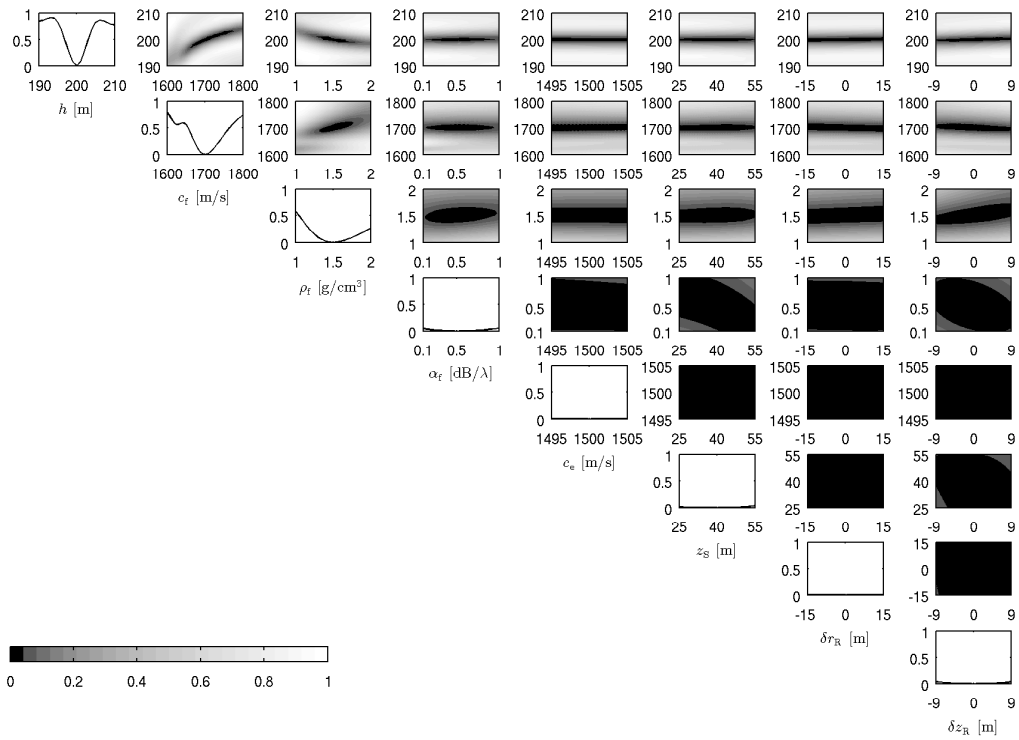 1 210 210 210 210 210 210 210
0.5 200 200 200 200 200 200 200
0 190 190 190 190 190 190 190
190 200 210 1600 1700 1800 1 1.5 2 0.1 0.5 1 1495 1500 1505 25 40 55 -15 0 15 -9 0 9
h [m]
1 1800 1800 1800 1800 1800 1800
0.5 1700 1700 1700 1700 1700 1700
0 1600 1600 1600 1600 1600 1600
1600 1700 1800 1 1.5 2 0.1 0.5 1 1495 1500 1505 25 40 55 -15 0 15 -9 0 9
c_f [m/s]
1 2 2 2 2 2
0.5 1.5 1.5 1.5 1.5 1.5
0 1 1 1 1 1
1 1.5 2 0.1 0.5 1 1495 1500 1505 25 40 55 -15 0 15 -9 0 9
ρ_f [g/cm³]
1 1 1 1 1
0.5 0.5 0.5 0.5 0.5
0 0.1 0.1 0.1 0.1
0.1 0.5 1 1495 1500 1505 25 40 55 -15 0 15 -9 0 9
α_f [dB/λ]
1 1505 1505 1505
0.5 1500 1500 1500
0 1495 1495 1495
1495 1500 1505 25 40 55 -15 0 15 -9 0 9
c_e [m/s]
1 55 55
0.5 40 40
0 25 25
25 40 55 -15 0 15 -9 0 9
z_S [m]
1 15
0.5 0
0 -15
-15 0 15 -9 0 9
δr_R [m]
1
0.5
0
-9 0 9
δz_R [m]
0 0.2 0.4 0.6 0.8 1